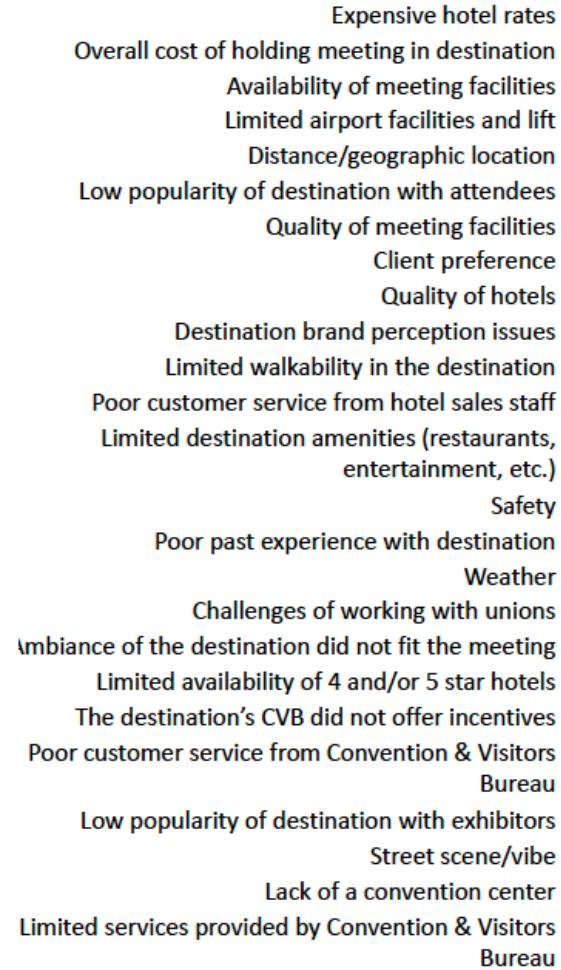 Expensive hotel rates
Overall cost of holding meeting in destination
Availability of meeting facilities
Limited airport facilities and lift
Distance/geographic location
Low popularity of destination with attendees
Quality of meeting facilities
Client preference
Quality of hotels
Destination brand perception issues
Limited walkability in the destination
Poor customer service from hotel sales staff
Limited destination amenities (restaurants,
entertainment, etc.)
Safety
Poor past experience with destination
Weather
Challenges of working with unions
Ambiance of the destination did not fit the meeting
Limited availability of 4 and/or 5 star hotels
The destination’s CVB did not offer incentives
Poor customer service from Convention & Visitors
Bureau
Low popularity of destination with exhibitors
Street scene/vibe
Lack of a convention center
Limited services provided by Convention & Visitors
Bureau